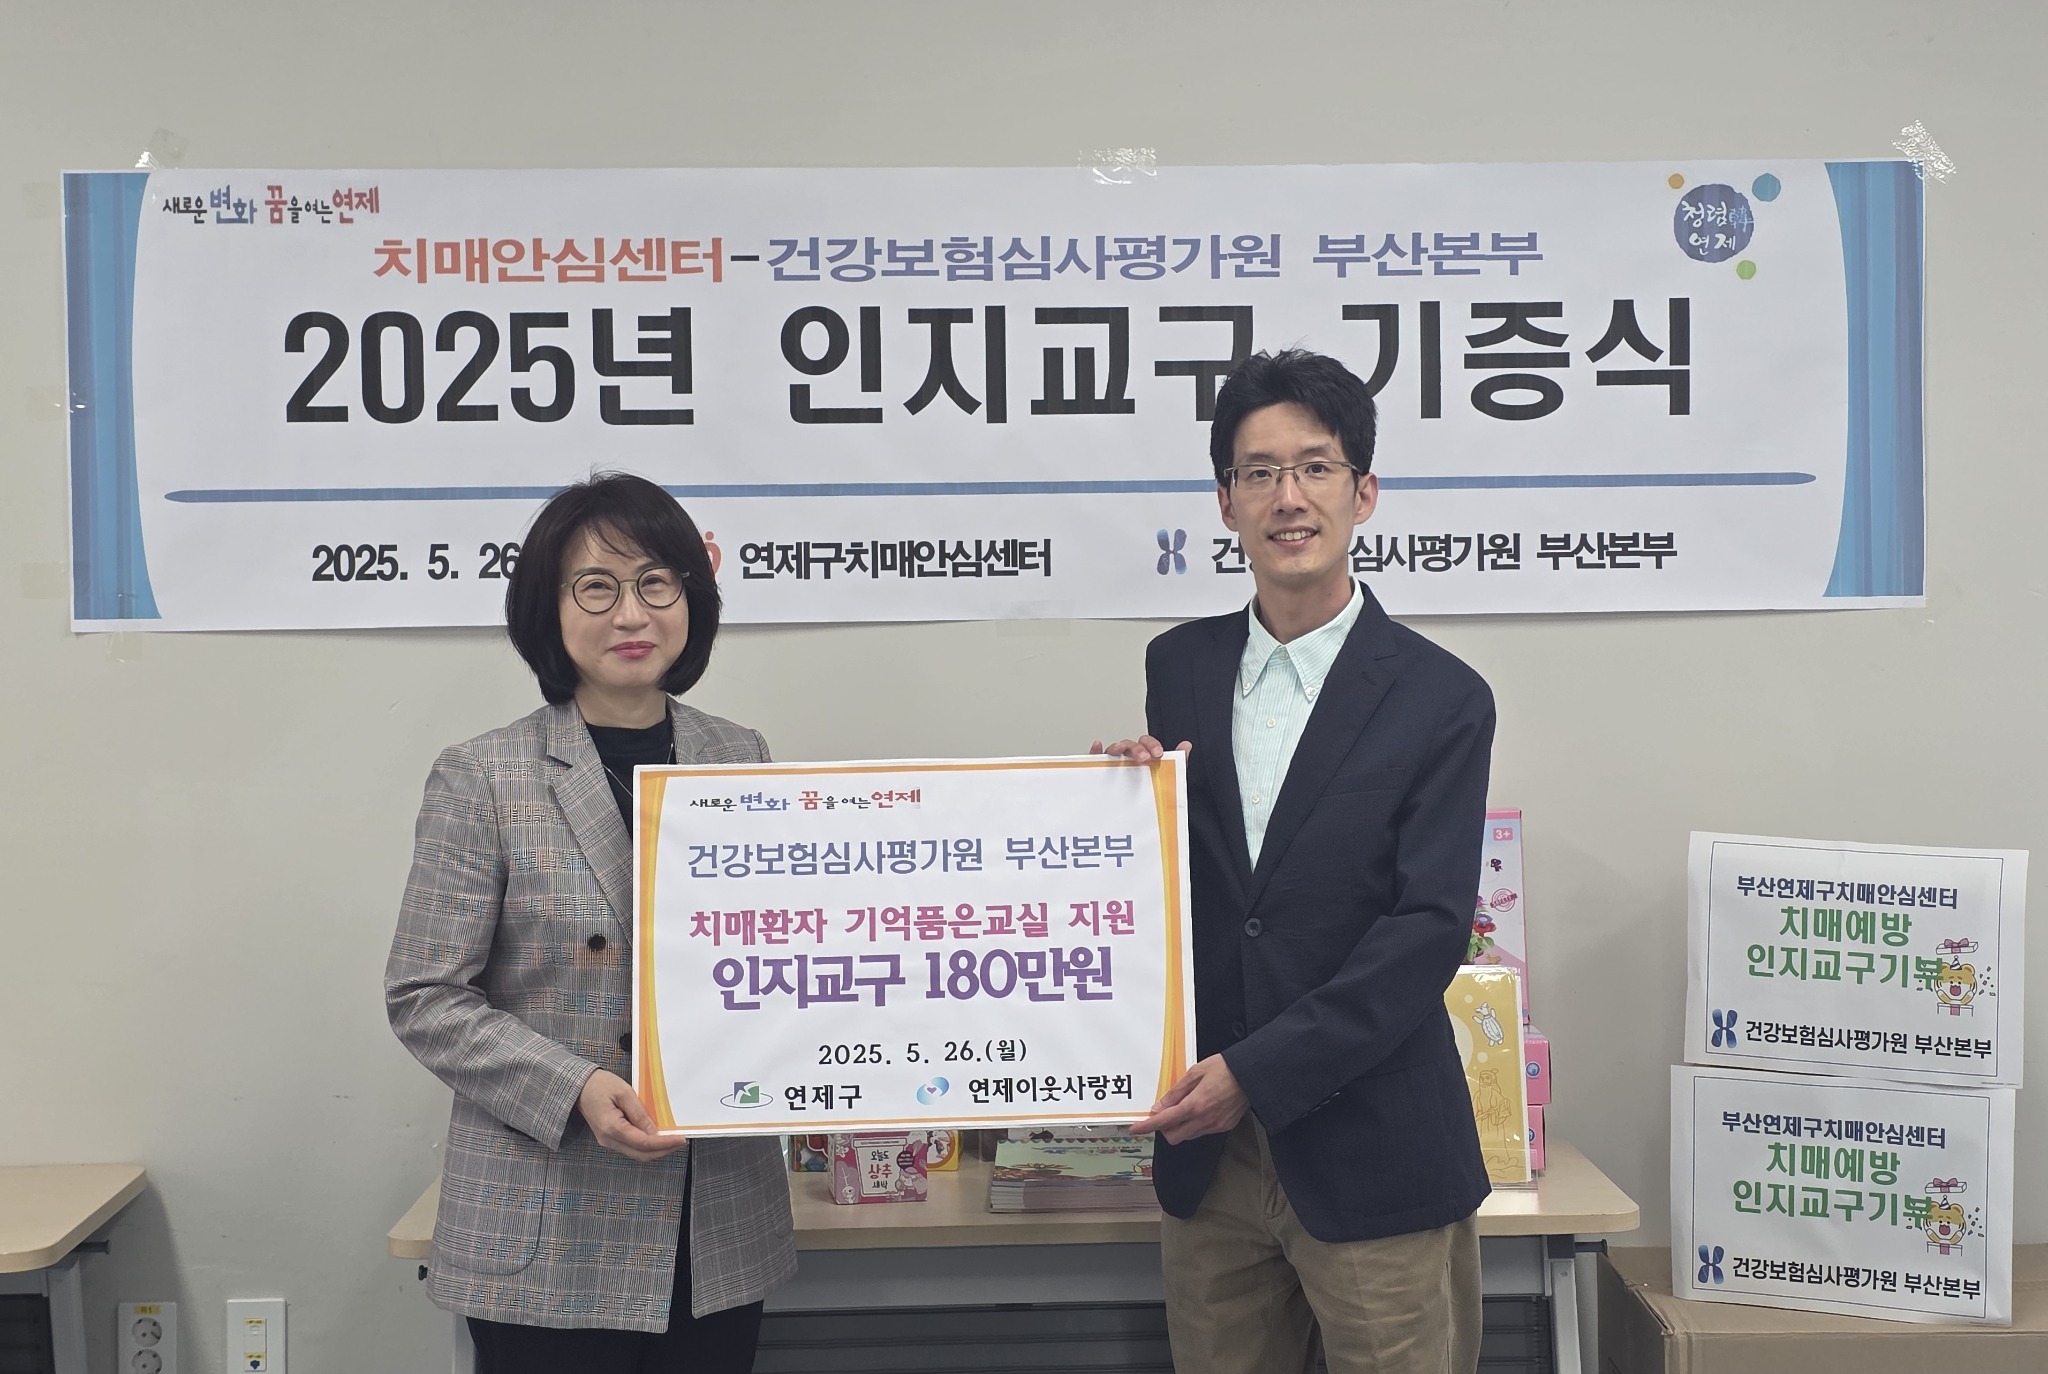 새로운 변화 꿈을 여는 연제
청렴
연제
치매안심센터-건강보험심사평가원 부산본부
2025년 인지교구 기증식
2025. 5. 26 연제구치매안심센터 심사평가원 부산본부
새로운 변화 꿈을 여는 연제
건강보험심사평가원 부산본부
치매환자 기억품은교실 지원
인지교구 180만원
2025. 5. 26.(월)
연제구 연제이웃사랑회
3+
오늘도
상추
세탁
부산연제구치매안심센터
치매예방
인지교구기부
건강보험심사평가원 부산본부
부산연제구치매안심센터
치매예방
인지교구기부
건강보험심사평가원 부산본부